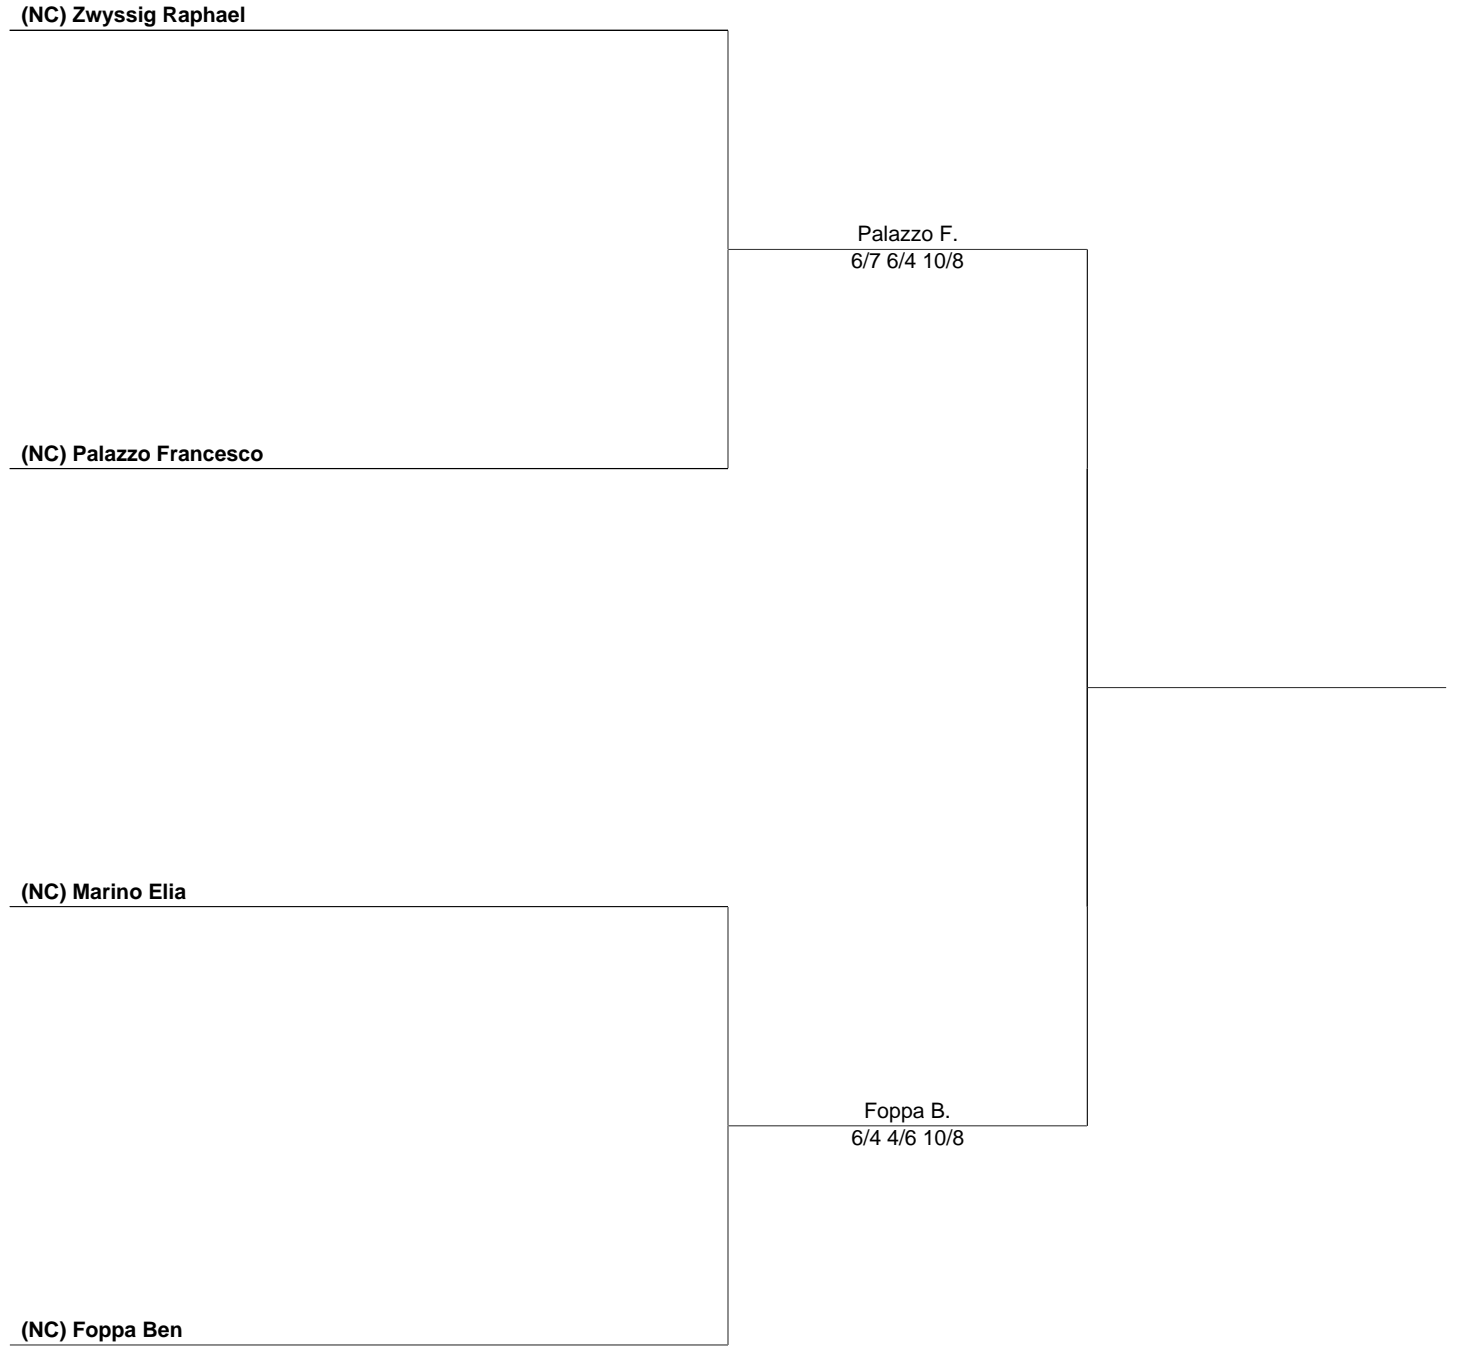 (NC) Zwyssig Raphael
Palazzo F.
6/7 6/4 10/8
(NC) Palazzo Francesco
(NC) Marino Elia
Foppa B.
6/4 4/6 10/8
(NC) Foppa Ben